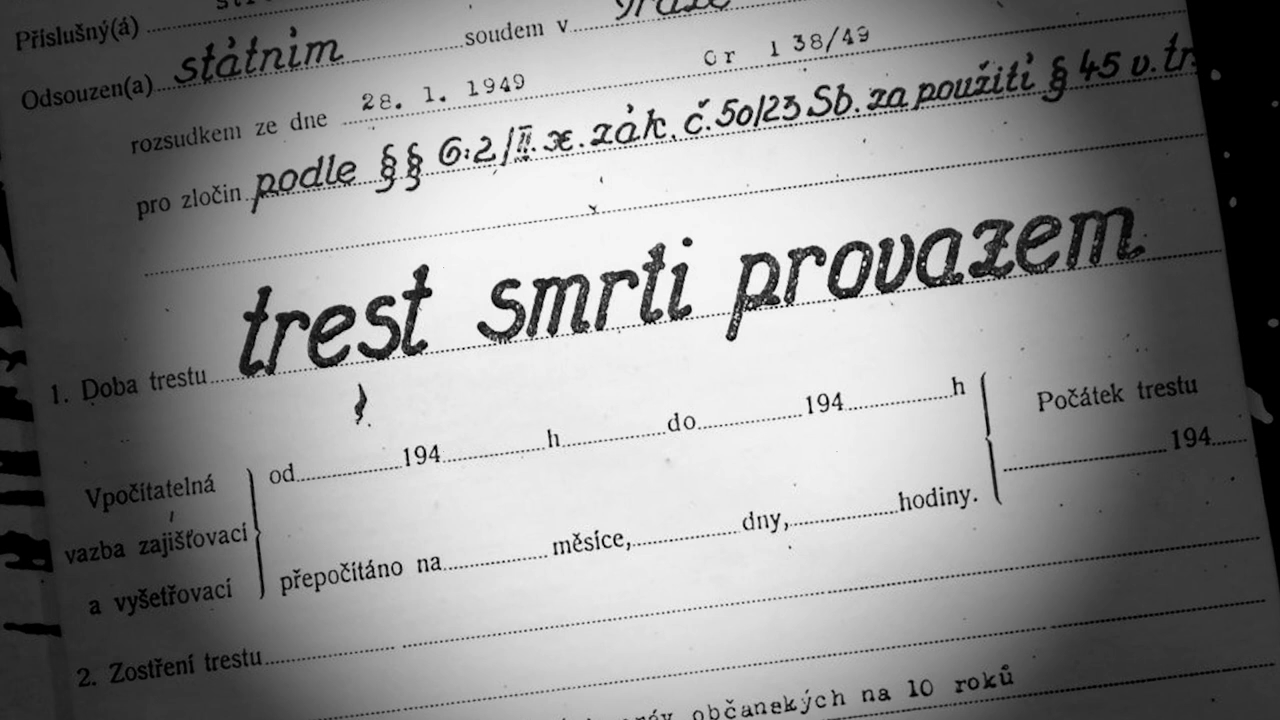 Příslušný(á)
Odsouzen(a) státním soudem v
rozsudkem ze dne 28. 1. 1949 Or I 38/49
pro zločin podle §§ 6:2/II. x. zák. č. 50/23 Sb. za použití § 45 v. tr.
1. Doba trestu trest smrti provazem
Vpočítatelná
vazba zajišťovací
a vyšetřovací
od 194 h do 194 h
přepočítáno na měsíce, dny, hodiny.
Počátek trestu
194
2. Zostření trestu
občanských na 10 roků